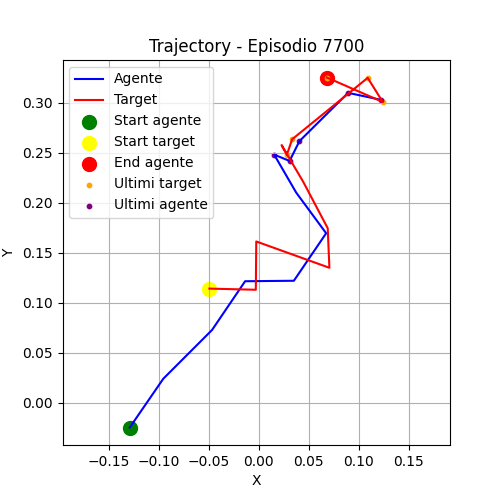 Trajectory - Episodio 7700
Agente
Target
Start agente
Start target
End agente
Ultimi target
Ultimi agente
Y
0.30
0.25
0.20
0.15
0.10
0.05
0.00
−0.15
−0.10
−0.05
0.00
0.05
0.10
0.15
X